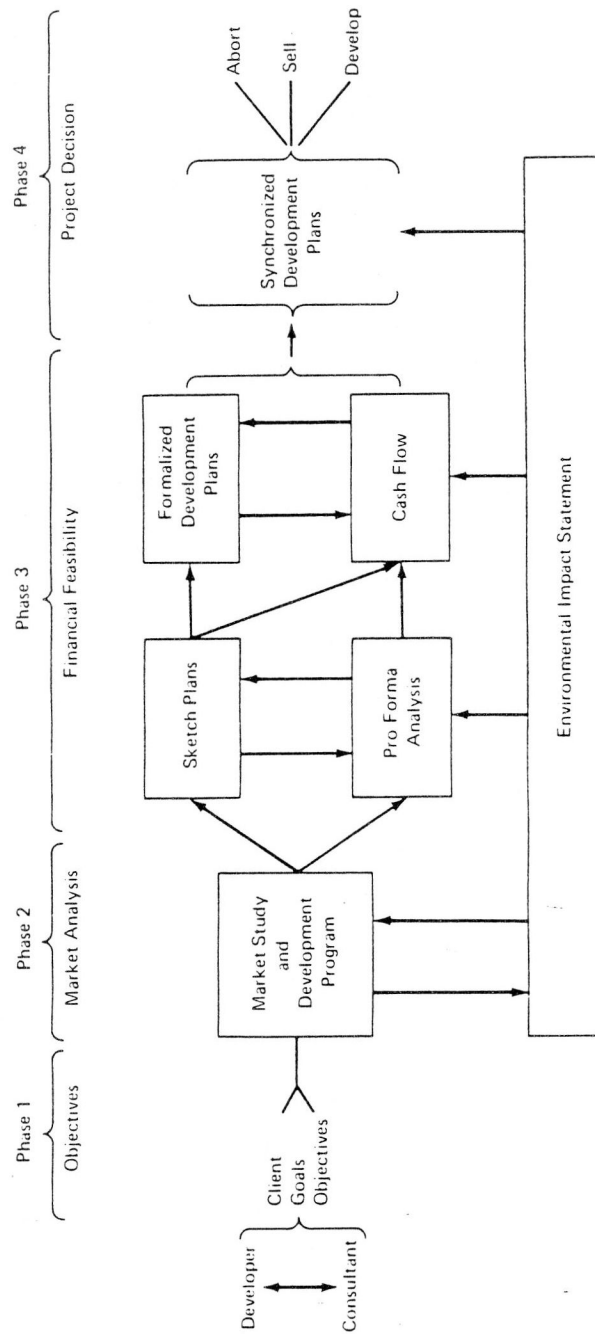 Phase 1
Objectives
Phase 2
Market Analysis
Phase 3
Financial Feasibility
Phase 4
Project Decision
Developer
Consultant
Client
Goals
Objectives
Market Study
and
Development
Program
Sketch Plans
Pro Forma
Analysis
Formalized
Development
Plans
Cash Flow
Synchronized
Development
Plans
Abort
Sell
Develop
Environmental Impact Statement